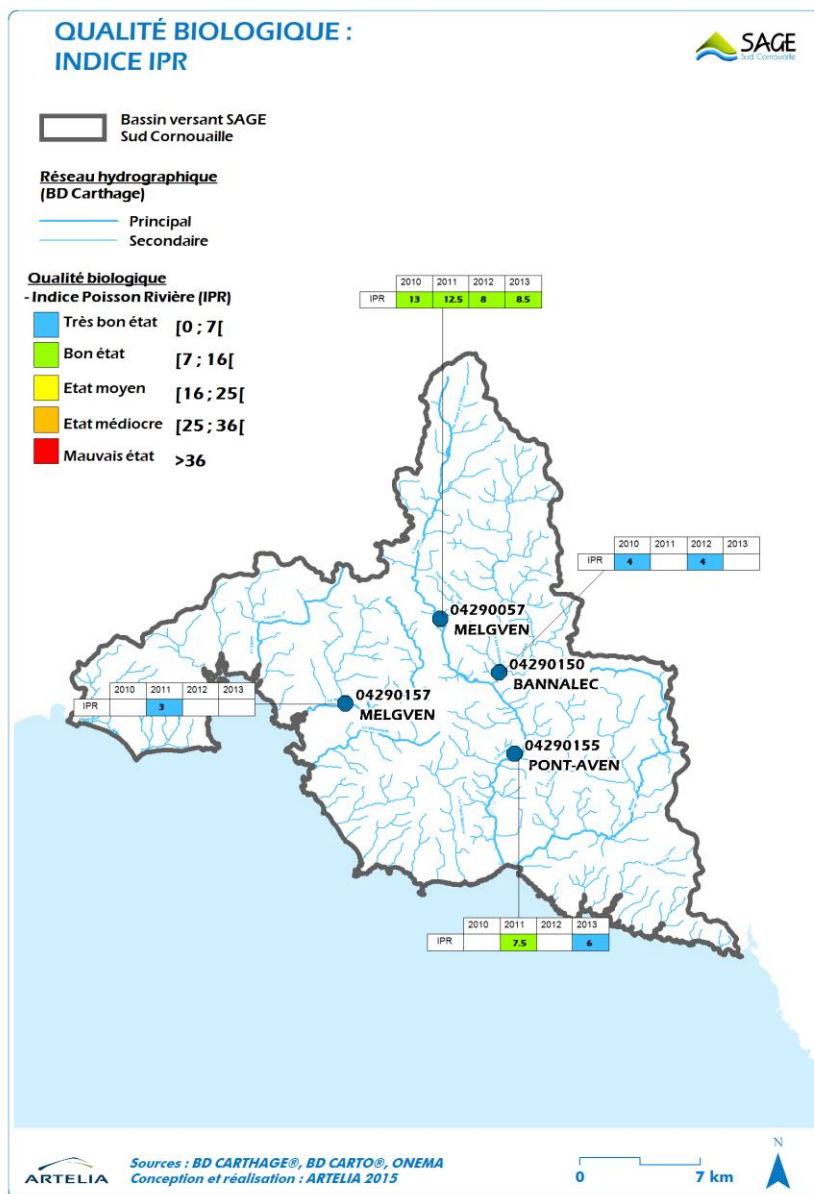 QUALITÉ BIOLOGIQUE :
INDICE IPR
SAGE
Sud Cornouaille
Bassin versant SAGE
Sud Cornouaille
Réseau hydrographique
(BD Carthage)
Principal
Secondaire
Qualité biologique
- Indice Poisson Rivière (IPR)
Très bon état [0 ; 7[
Bon état [7 ; 16[
Etat moyen [16 ; 25[
Etat médiocre [25 ; 36[
Mauvais état >36
2010 2011 2012 2013
IPR 13 12.5 8 8.5
2010 2011 2012 2013
IPR 4 4
04290057
MELGVEN
04290150
BANNALEC
2010 2011 2012 2013
IPR 3
04290157
MELGVEN
04290155
PONT-AVEN
2010 2011 2012 2013
IPR 7.5 6
ARTELIA
Sources : BD CARTHAGE®, BD CARTO®, ONEMA
Conception et réalisation : ARTELIA 2015
0 7 km
N